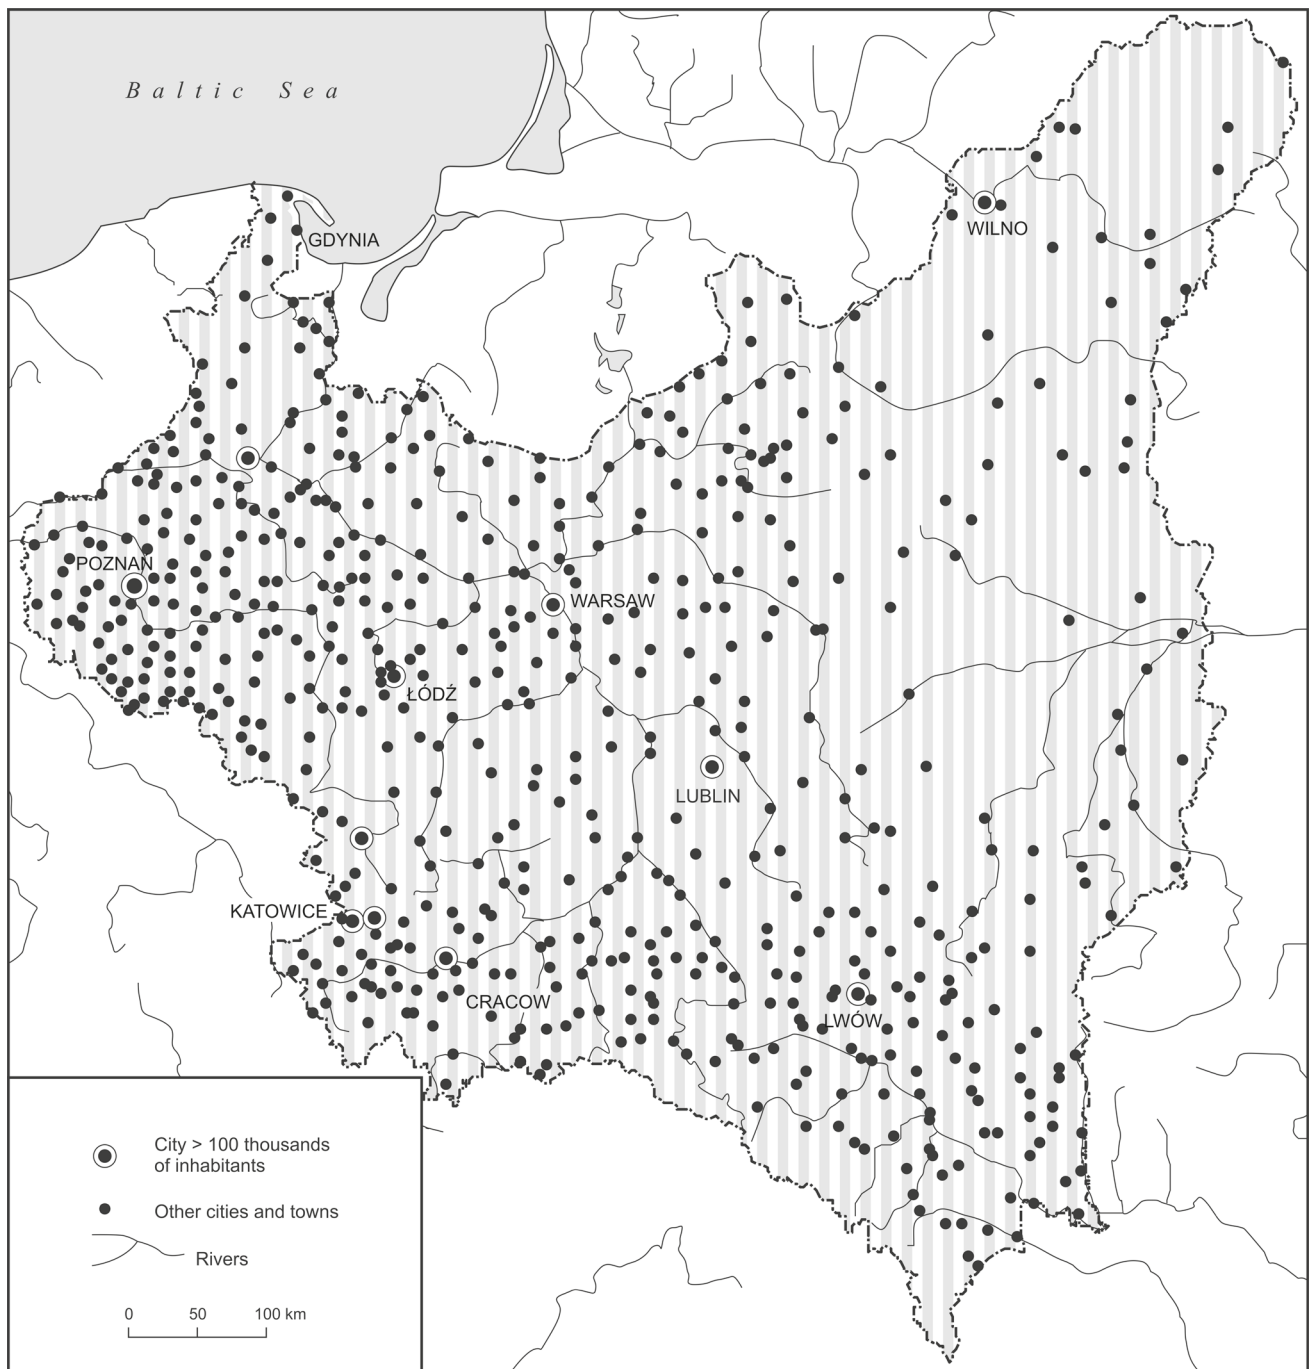 Baltic Sea
GDYNIA
WILNO
POZNAŃ
WARSAW
ŁÓDŹ
LUBLIN
KATOWICE
CRACOW
LWÓW
City > 100 thousands
of inhabitants
Other cities and towns
Rivers
0 50 100 km